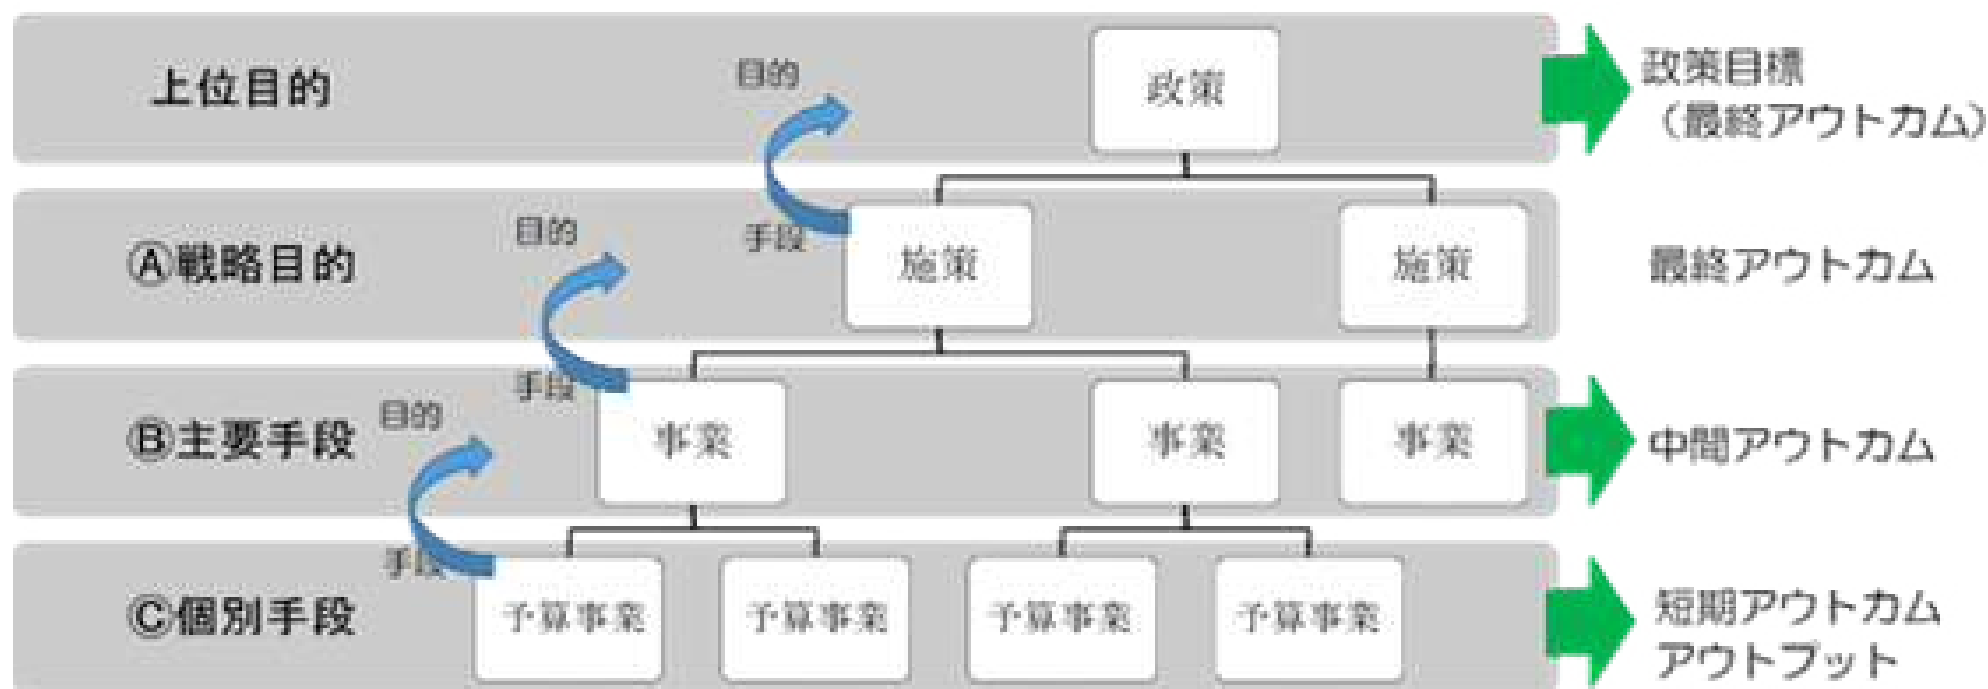 上位目的
目的
政策
政策目標
（最終アウトカム）
手段
Ⓐ戦略目的
目的
施策
施策
最終アウトカム
手段
Ⓑ主要手段
目的
事業
事業
事業
中間アウトカム
手段
Ⓒ個別手段
予算事業
予算事業
予算事業
予算事業
短期アウトカム
アウトプット